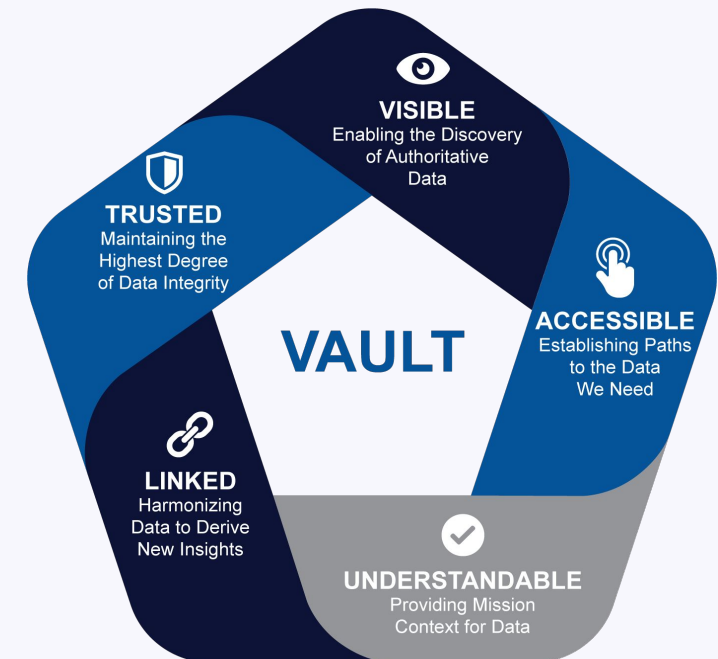 VISIBLE
Enabling the Discovery
of Authoritative
Data
ACCESSIBLE
Establishing Paths
to the Data
We Need
UNDERSTANDABLE
Providing Mission
Context for Data
LINKED
Harmonizing
Data to Derive
New Insights
TRUSTED
Maintaining the
Highest Degree
of Data Integrity
VAULT